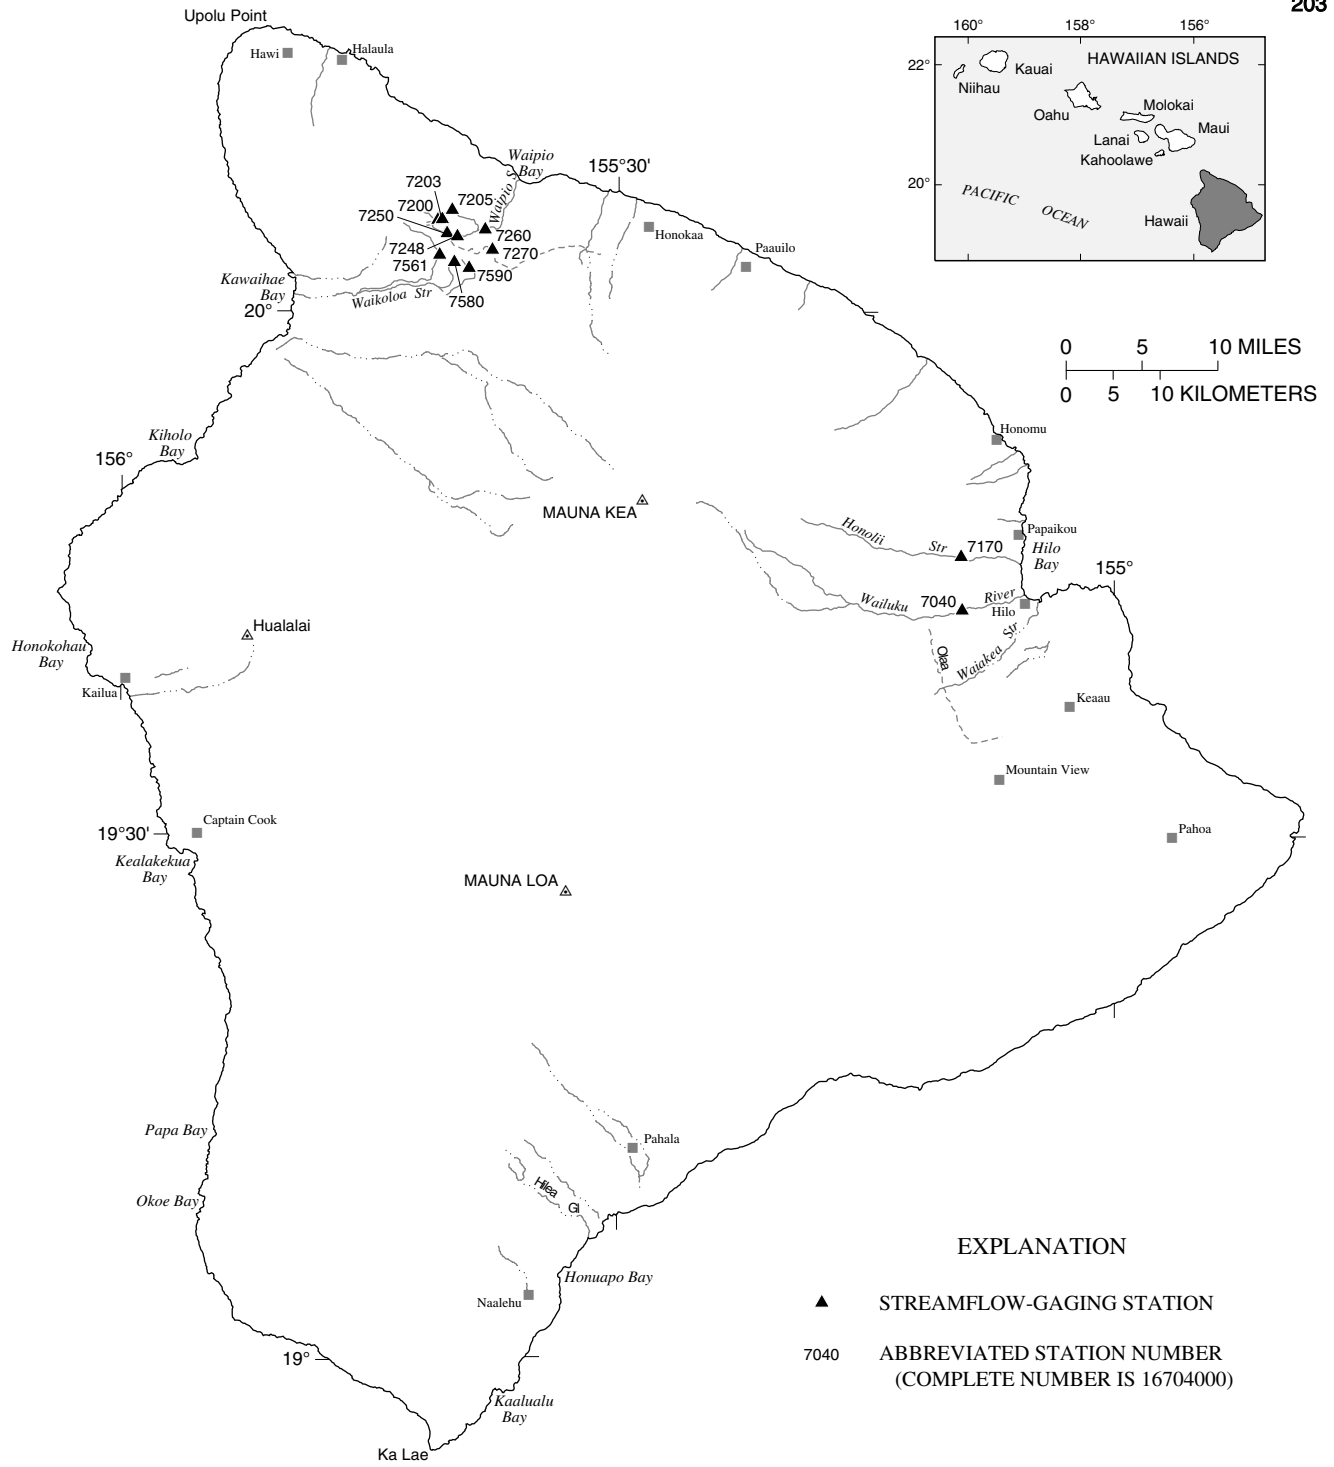 203
Upolu Point
Hawi
Halaula
160°
158°
156°
HAWAIIAN ISLANDS
22°
Kauai
Niihau
Oahu
Molokai
Lanai
Maui
Kahoolawe
20°
PACIFIC OCEAN
Hawaii
Waipio
Bay
155°30'
7203
7205
7200
Waipio S
7250
7260
Honokaa
7248
7270
Paauilo
7561
7590
Kawaihae
Bay
Waikoloa Str
7580
20°
0 5 10 MILES
0 5 10 KILOMETERS
Kiholo
Bay
Honomu
156°
MAUNA KEA
Honolii Str
7170
Papaikou
Hilo
Bay
155°
Wailuku River
7040
Hilo
Hualalai
Honokohau
Bay
Olaa
Waiakea Str
Kailua
Keaau
Mountain View
Captain Cook
19°30'
Pahoa
Kealakekua
Bay
MAUNA LOA
Papa Bay
Pahala
Okoe Bay
Hilea Gl
Honuapo Bay
Naalehu
19°
Kaalualu
Bay
Ka Lae
EXPLANATION
STREAMFLOW-GAGING STATION
7040 ABBREVIATED STATION NUMBER
(COMPLETE NUMBER IS 16704000)